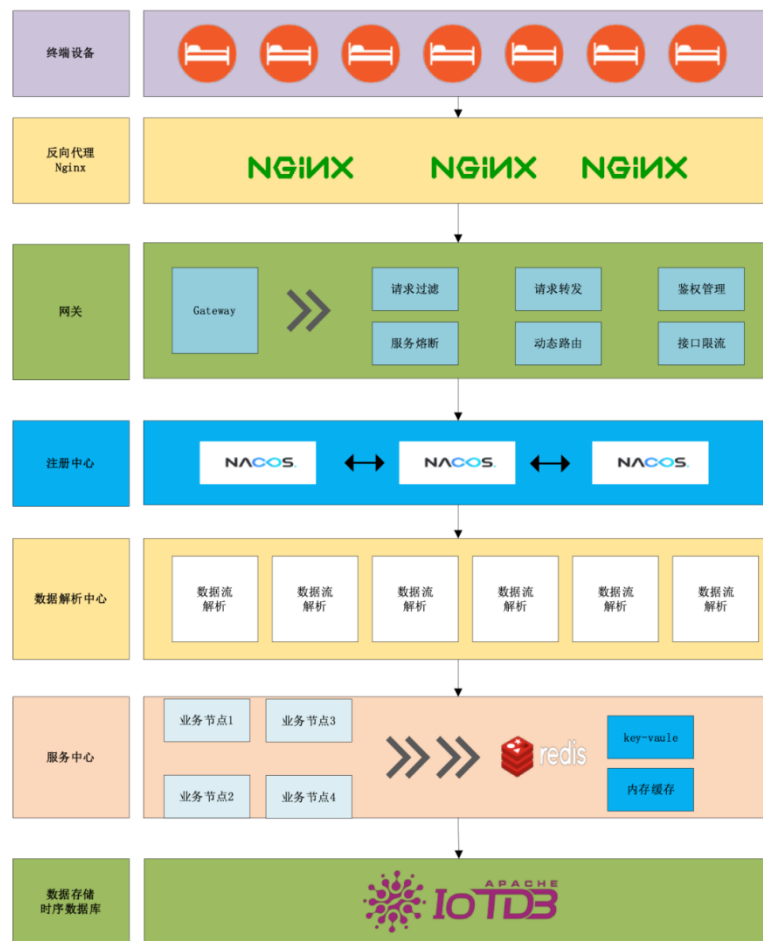 终端设备
反向代理
Nginx
NGINX NGINX NGINX
网关
Gateway
请求过滤 请求转发 鉴权管理
服务熔断 动态路由 接口限流
注册中心
NACOS. NACOS. NACOS.
数据解析中心
数据流 数据流 数据流 数据流 数据流 数据流
解析 解析 解析 解析 解析 解析
服务中心
业务节点1 业务节点3
业务节点2 业务节点4
redis
key-vaule
内存缓存
数据存储
时序数据库
APACHE
IoTDB